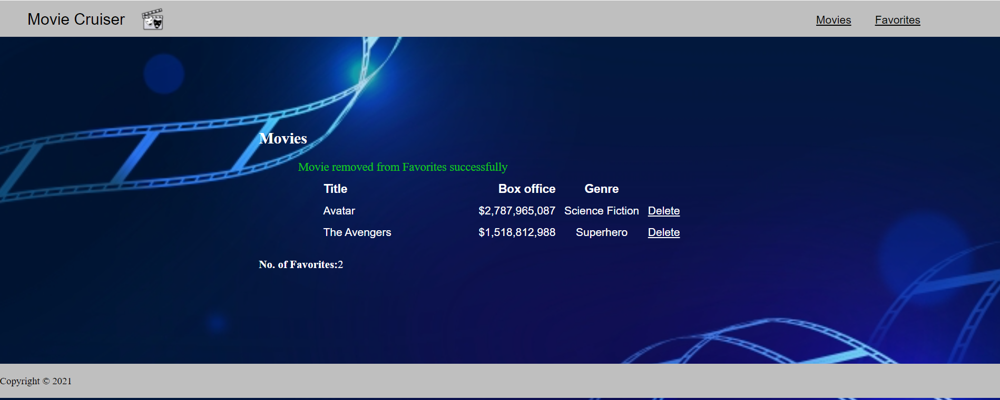 Movie Cruiser Movies Favorites
Movies
Movie removed from Favorites successfully
Title Box office Genre
Avatar $2,787,965,087 Science Fiction Delete
The Avengers $1,518,812,988 Superhero Delete
No. of Favorites:2
Copyright © 2021